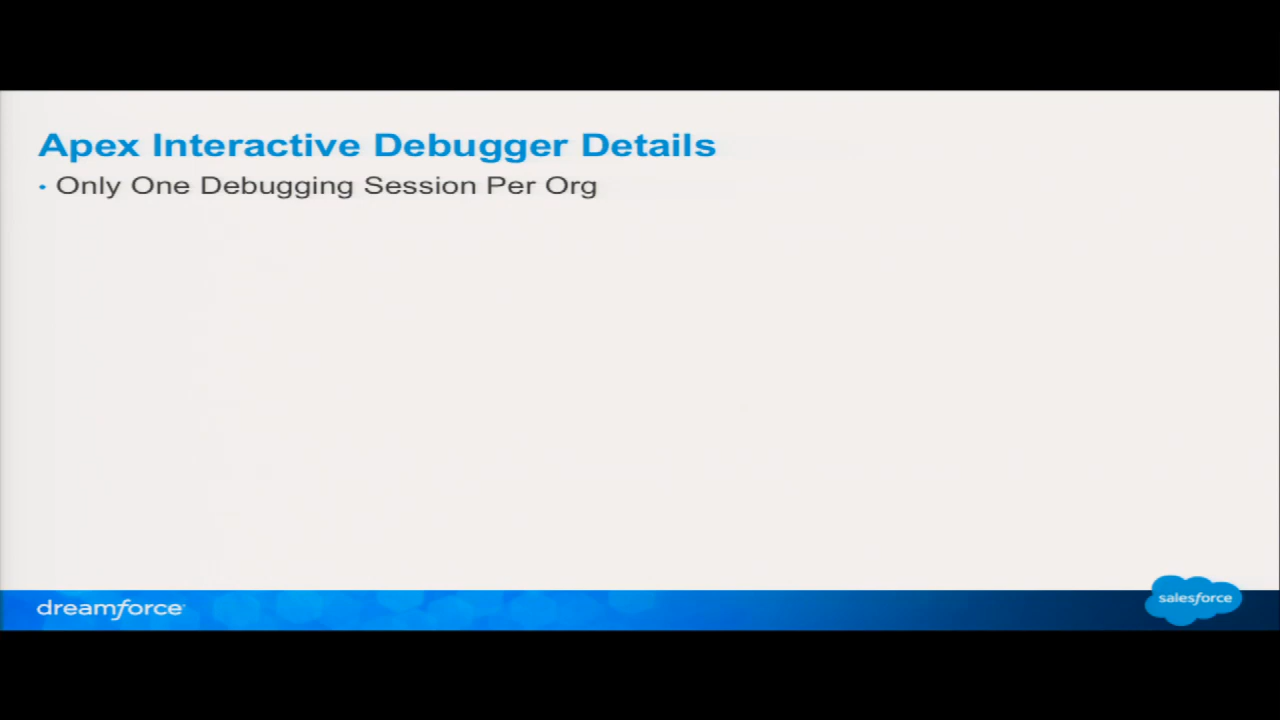 Apex Interactive Debugger Details
• Only One Debugging Session Per Org
dreamforce
salesforce